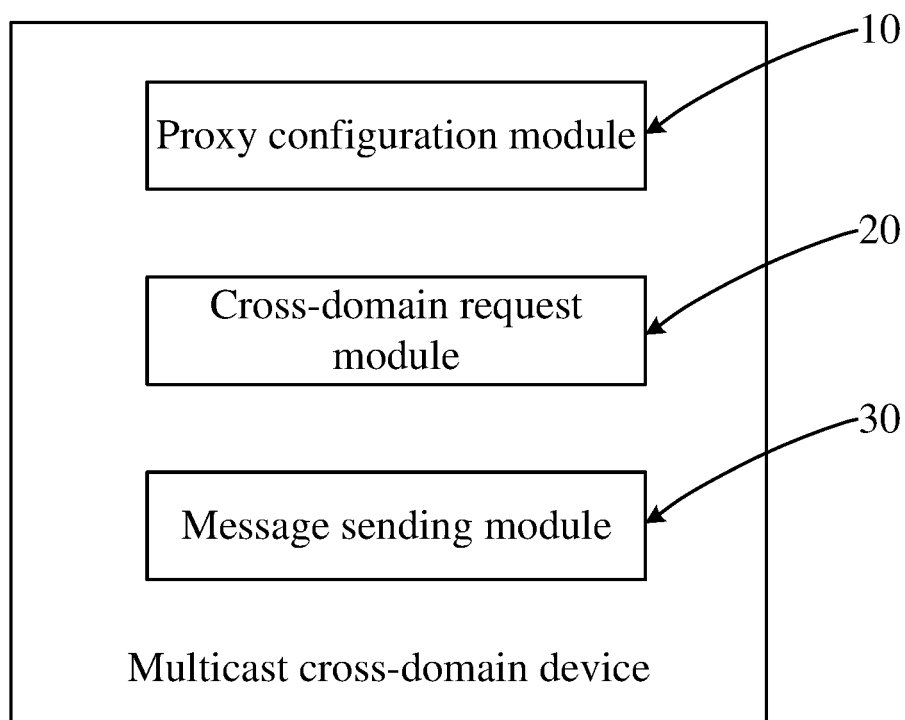 10
Proxy configuration module
20
Cross-domain request
module
30
Message sending module
Multicast cross-domain device